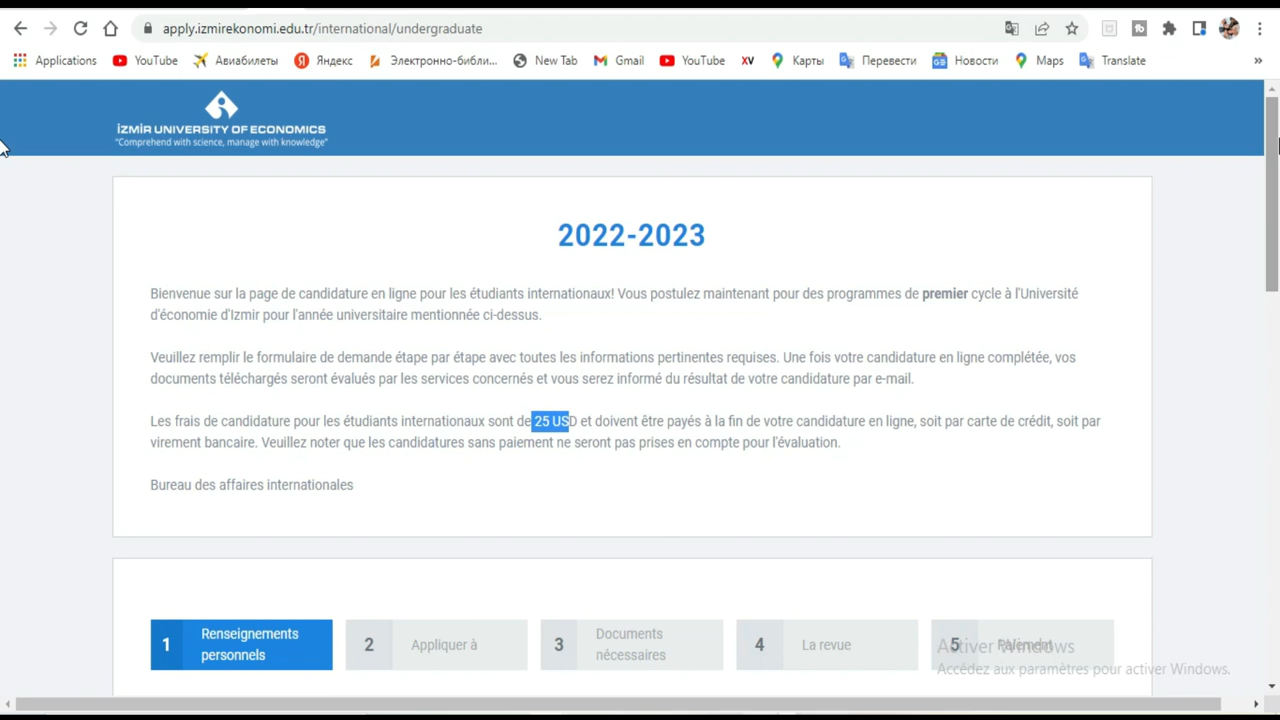 apply.izmirekonomi.edu.tr/international/undergraduate
Applications YouTube Авиабилеты Яндекс Электронно-библи... New Tab Gmail YouTube XV Карты Перевести Новости Maps Translate »
İZMİR UNIVERSITY OF ECONOMICS
"Comprehend with science, manage with knowledge"
2022-2023
Bienvenue sur la page de candidature en ligne pour les étudiants internationaux! Vous postulez maintenant pour des programmes de premier cycle à l'Université
d'économie d'Izmir pour l'année universitaire mentionnée ci-dessus.
Veuillez remplir le formulaire de demande étape par étape avec toutes les informations pertinentes requises. Une fois votre candidature en ligne complétée, vos
documents téléchargés seront évalués par les services concernés et vous serez informé du résultat de votre candidature par e-mail.
Les frais de candidature pour les étudiants internationaux sont de 25 USD et doivent être payés à la fin de votre candidature en ligne, soit par carte de crédit, soit par
virement bancaire. Veuillez noter que les candidatures sans paiement ne seront pas prises en compte pour l'évaluation.
Bureau des affaires internationales
1 Renseignements personnels
2 Appliquer à
3 Documents nécessaires
4 La revue
5 Paiement
Activer Windows
Accédez aux paramètres pour activer Windows.